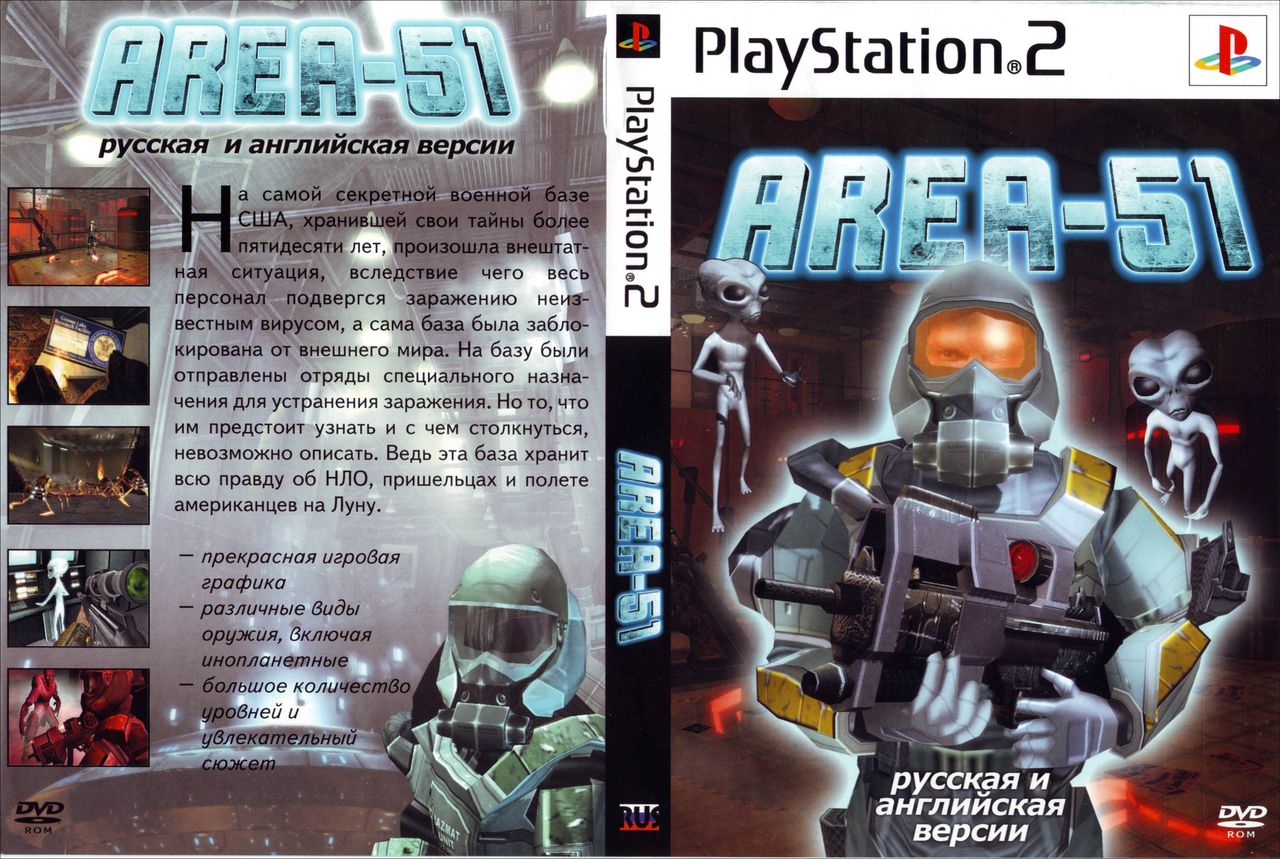 AREA-51
русская и английская версии
На самой секретной военной базе
США, хранившей свои тайны более
пятидесяти лет, произошла внештат-
ная ситуация, вследствие чего весь
персонал подвергся заражению неиз-
вестным вирусом, а сама база была забло-
кирована от внешнего мира. На базу были
отправлены отряды специального назна-
чения для устранения заражения. Но то, что
им предстоит узнать и с чем столкнуться,
невозможно описать. Ведь эта база хранит
всю правду об НЛО, пришельцах и полете
американцев на Луну.
– прекрасная игровая
графика
– различные виды
оружия, включая
инопланетные
– большое количество
уровней и
увлекательный
сюжет
DVD
ROM
PlayStation®2
AREA-51
RUS
PlayStation®2
AREA-51
русская и
английская
версии
DVD
ROM